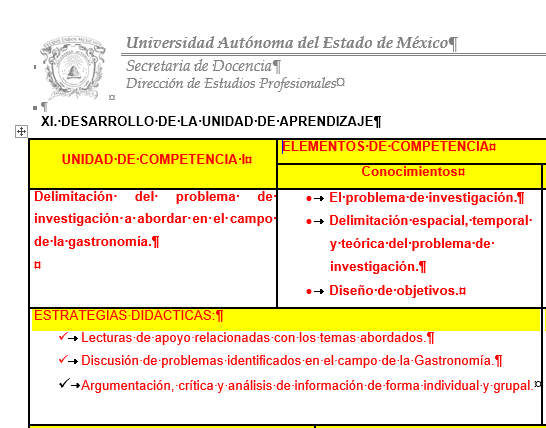 Universidad Autónoma del Estado de México¶
Secretaria de Docencia¶
Dirección de Estudios Profesionales¤
¶
XI. DESARROLLO DE LA UNIDAD DE APRENDIZAJE¶
UNIDAD DE COMPETENCIA I¤
ELEMENTOS DE COMPETENCIA¤
Conocimientos¤
Delimitación del problema de
investigación a abordar en el campo
de la gastronomía.¶
¤
• → El problema de investigación.¶
• → Delimitación espacial, temporal
y teórica del problema de
investigación.¶
• → Diseño de objetivos.¤
ESTRATEGIAS DIDACTICAS:¶
✓→ Lecturas de apoyo relacionadas con los temas abordados.¶
✓→ Discusión de problemas identificados en el campo de la Gastronomía.¶
✓→Argumentación, crítica y análisis de información de forma individual y grupal.¤